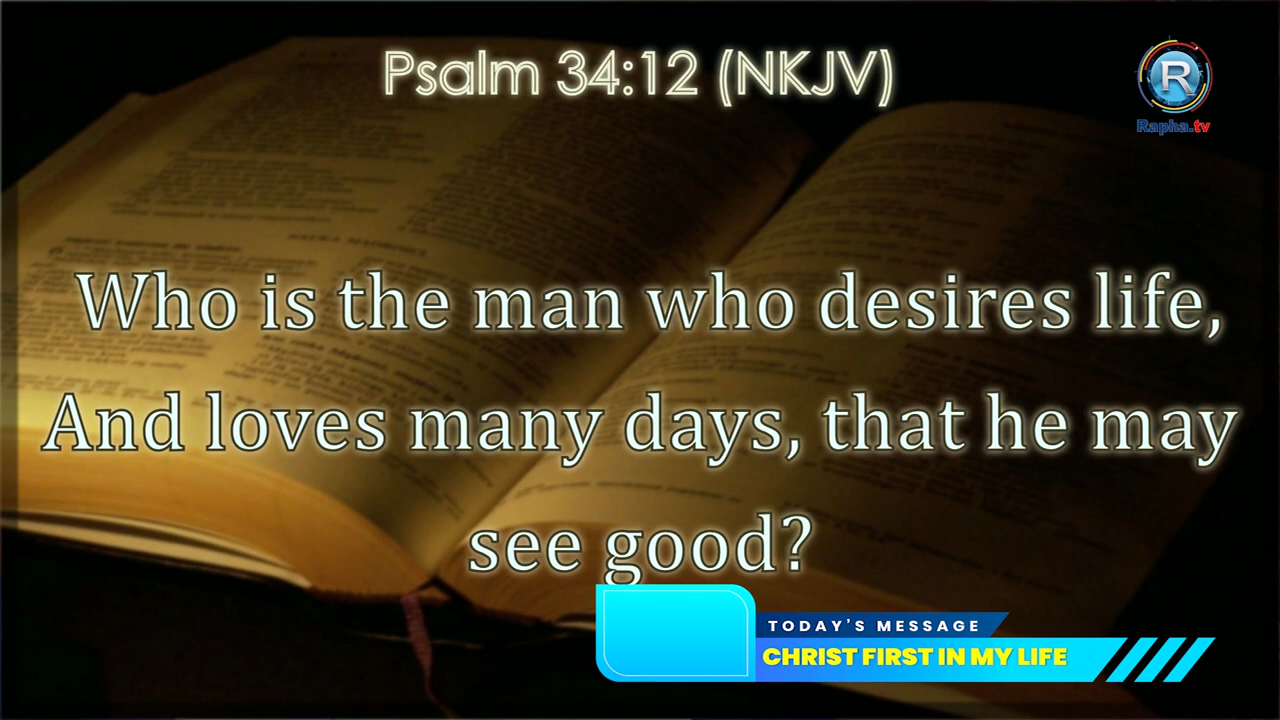 Psalm 34:12 (NKJV)
R
Rapha.tv
Who is the man who desires life,
And loves many days, that he may
see good?
TODAY'S MESSAGE
CHRIST FIRST IN MY LIFE